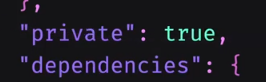 },
"private": true,
"dependencies": {